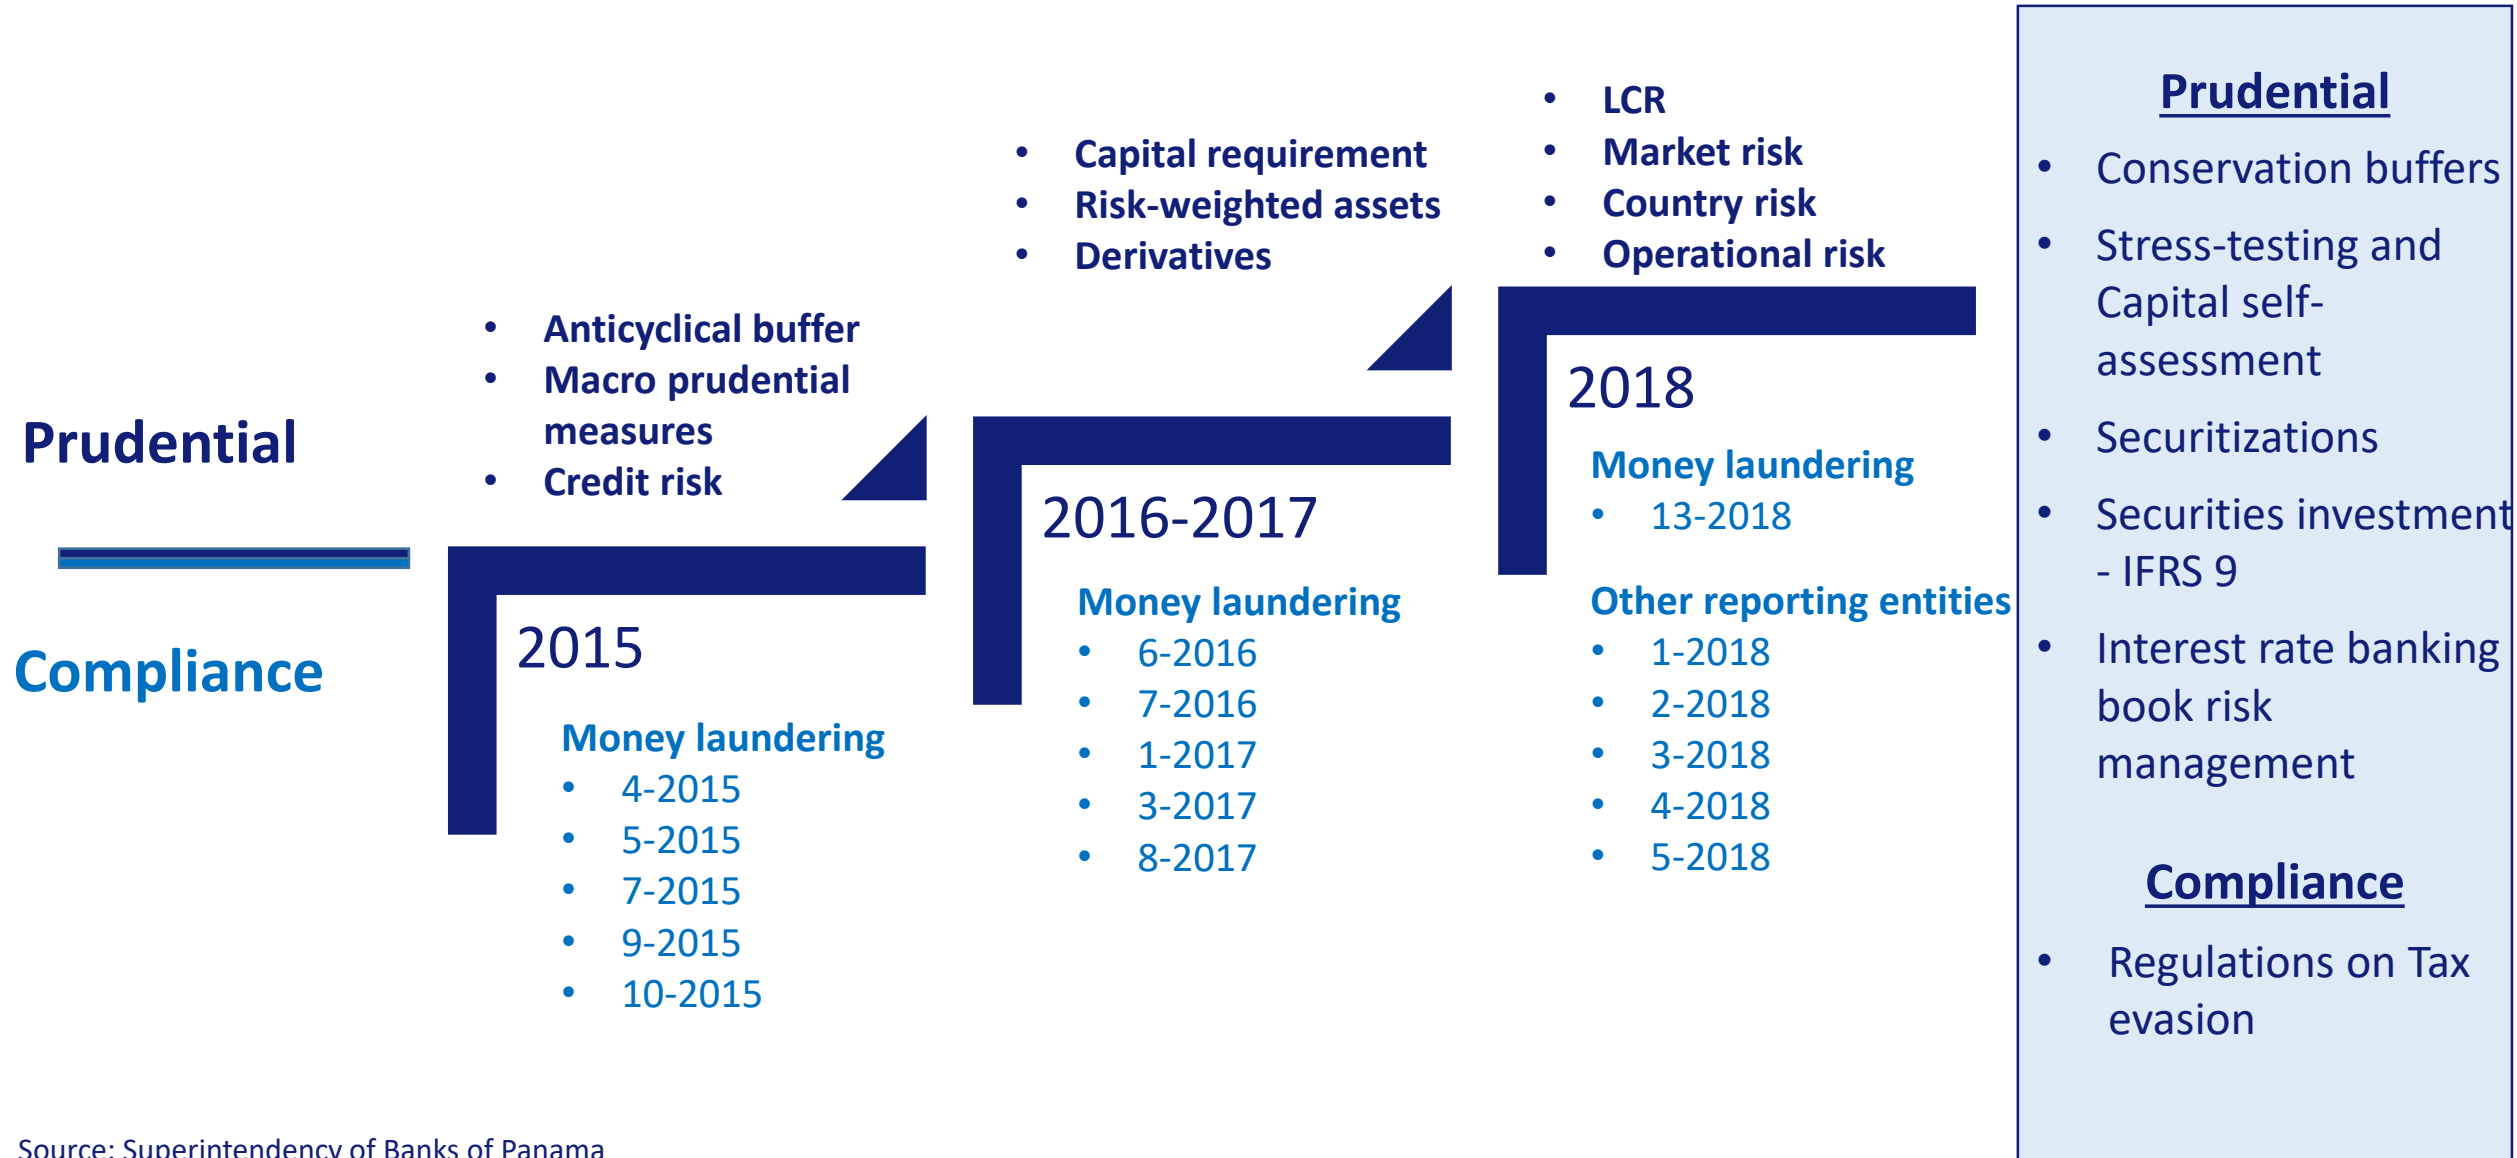 Prudential
Compliance
• Anticyclical buffer
• Macro prudential
measures
• Credit risk
2015
Money laundering
• 4-2015
• 5-2015
• 7-2015
• 9-2015
• 10-2015
• Capital requirement
• Risk-weighted assets
• Derivatives
2016-2017
Money laundering
• 6-2016
• 7-2016
• 1-2017
• 3-2017
• 8-2017
• LCR
• Market risk
• Country risk
• Operational risk
2018
Money laundering
• 13-2018
Other reporting entities
• 1-2018
• 2-2018
• 3-2018
• 4-2018
• 5-2018
Prudential
• Conservation buffers
• Stress-testing and
Capital self-
assessment
• Securitizations
• Securities investment
- IFRS 9
• Interest rate banking
book risk
management
Compliance
• Regulations on Tax
evasion
Source: Superintendency of Banks of Panama